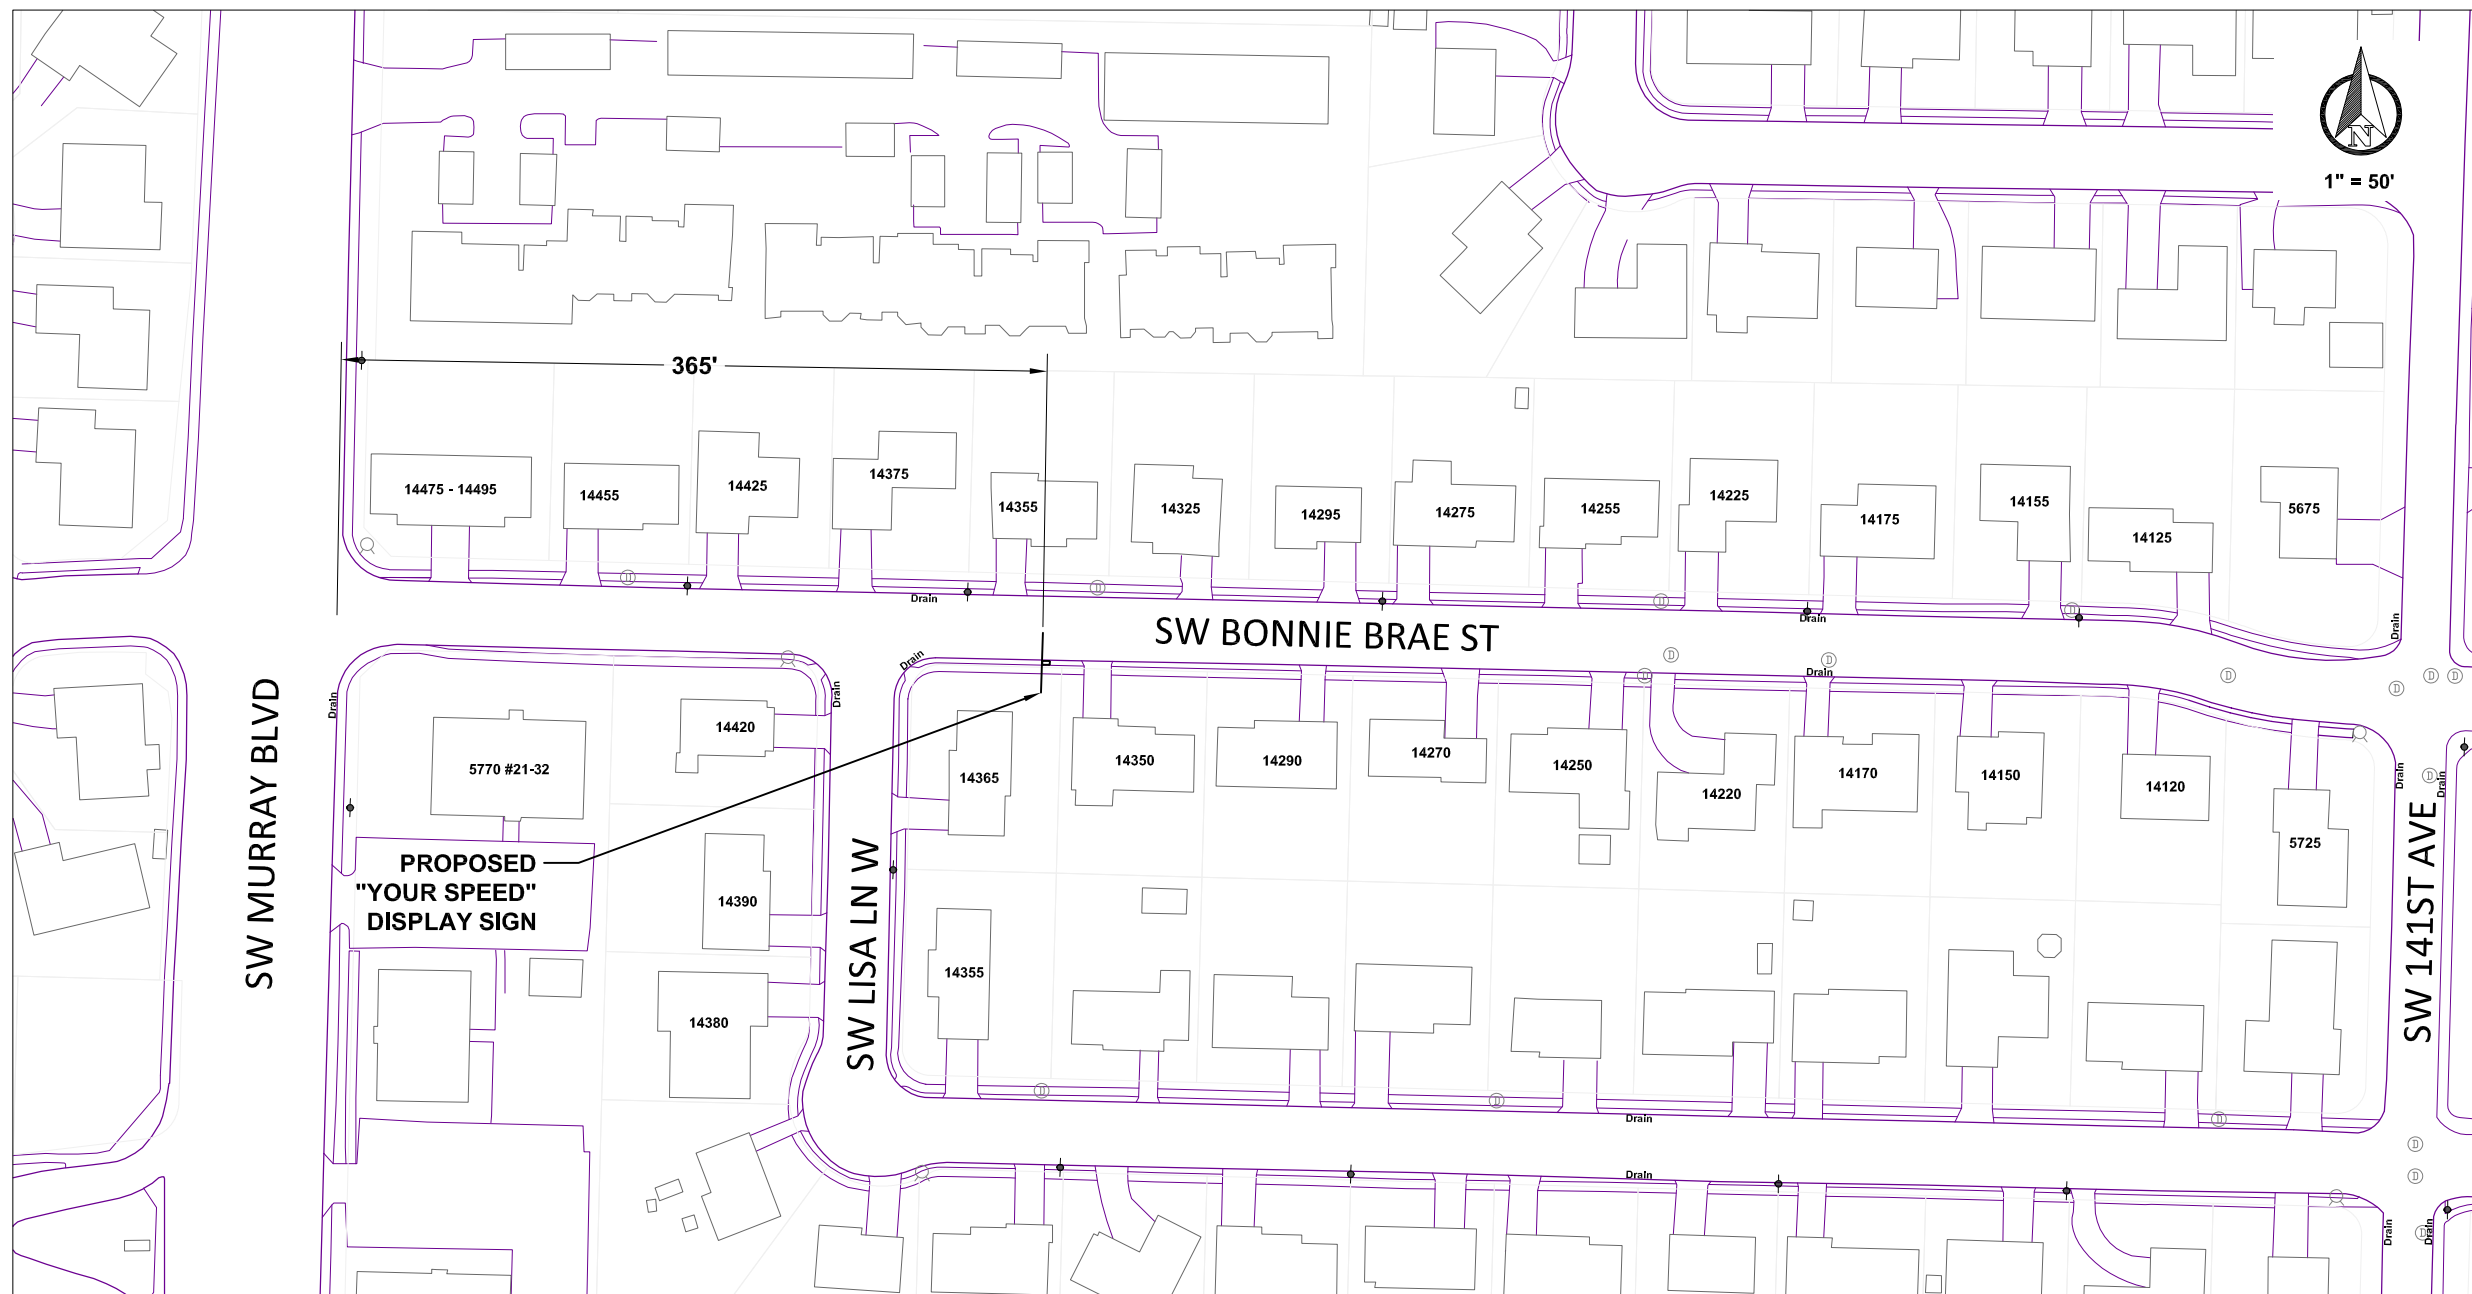 N
1" = 50'
365'
14475 - 14495
14455
14425
14375
14355
14325
14295
14275
14255
14225
14175
14155
14125
5675
D
D
D
D
Drain
Drain
Drain
SW BONNIE BRAE ST
Drain
D
D
D
Drain
D
D
D
D
SW MURRAY BLVD
Drain
5770 #21-32
14420
Drain
14365
14350
14290
14270
14250
14220
14170
14150
14120
5725
Drain
Drain
D
PROPOSED
"YOUR SPEED"
DISPLAY SIGN
14390
14380
SW LISA LN W
14355
SW 141ST AVE
D
D
Drain
D
D
D
Drain
Drain
Drain
D